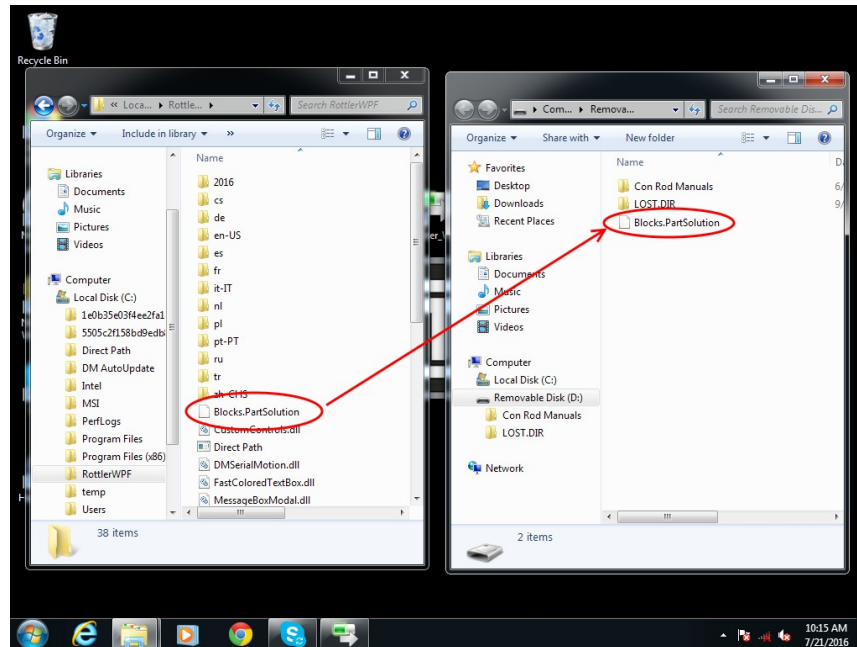 Recycle Bin
« Loca... ▸ Rottle... ▸
Search RottlerWPF
Organize
Include in library
»
Libraries
Documents
Music
Pictures
Videos
Computer
Local Disk (C:)
1e0b35e03f4ee2fa1
5505c2f158bd9edb
Direct Path
DM AutoUpdate
Intel
MSI
PerfLogs
Program Files
Program Files (x86)
RottlerWPF
temp
Users
Name
2016
cs
de
en-US
es
fr
it-IT
nl
pl
pt-PT
ru
tr
zh-CHS
Blocks.PartSolution
CustomControls.dll
Direct Path
DMSerialMotion.dll
FastColoredTextBox.dll
MessageBoxModal.dll
38 items
▸ Com... ▸ Remova...
Search Removable Dis...
Organize
Share with
New folder
Favorites
Desktop
Downloads
Recent Places
Libraries
Documents
Music
Pictures
Videos
Computer
Local Disk (C:)
Removable Disk (D:)
Con Rod Manuals
LOST.DIR
Network
Name
Con Rod Manuals
6/
LOST.DIR
9/
Blocks.PartSolution
2 items
10:15 AM
7/21/2016